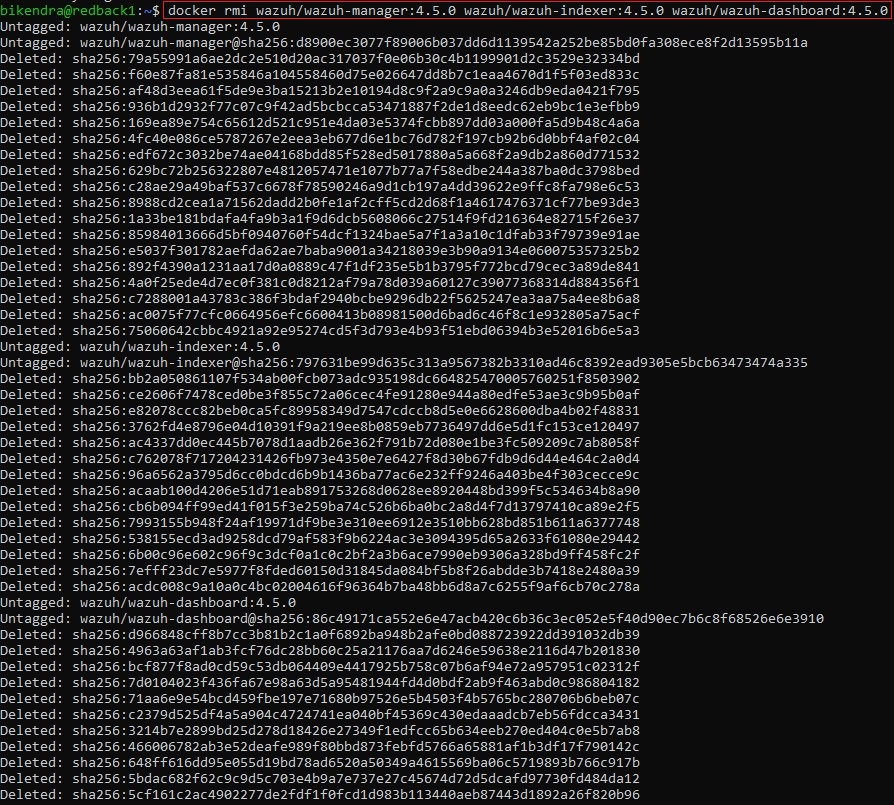 bikendra@redback1:~$ docker rmi wazuh/wazuh-manager:4.5.0 wazuh/wazuh-indexer:4.5.0 wazuh/wazuh-dashboard:4.5.0
Untagged: wazuh/wazuh-manager:4.5.0
Untagged: wazuh/wazuh-manager@sha256:d8900ec3077f89006b037dd6d1139542a252be85bd0fa308ece8f2d13595b11a
Deleted: sha256:79a55991a6ae2dc2e510d20ac317037f0e06b30c4b1199901d2c3529e32334bd
Deleted: sha256:f60e87fa81e535846a104558460d75e026647dd8b7c1eaa4670d1f5f03ed833c
Deleted: sha256:af48d3eea61f5de9e3ba15213b2e10194d8c9f2a9c9a0a3246db9eda0421f795
Deleted: sha256:936b1d2932f77c07c9f42ad5bcbcca53471887f2de1d8eedc62eb9bc1e3efbb9
Deleted: sha256:169ea89e754c65612d521c951e4da03e5374fcbb897dd03a000fa5d9b48c4a6a
Deleted: sha256:4fc40e086ce5787267e2eea3eb677d6e1bc76d782f197cb92b6d0bbf4af02c04
Deleted: sha256:edf672c3032be74ae04168bdd85f528ed5017880a5a668f2a9db2a860d771532
Deleted: sha256:629bc72b256322807e4812057471e1077b77a7f58edbe244a387ba0dc3798bed
Deleted: sha256:c28ae29a49baf537c6678f78590246a9d1cb197a4dd39622e9ffc8fa798e6c53
Deleted: sha256:8988cd2cea1a71562dadd2b0fe1af2cff5cd2d68f1a4617476371cf77be93de3
Deleted: sha256:1a33be181bdafa4fa9b3a1f9d6dcb5608066c27514f9fd216364e82715f26e37
Deleted: sha256:85984013666d5bf0940760f54dcf1324bae5a7f1a3a10c1dfab33f79739e91ae
Deleted: sha256:e5037f301782aefda62ae7baba9001a34218039e3b90a9134e060075357325b2
Deleted: sha256:892f4390a1231aa17d0a0889c47f1df235e5b1b3795f772bcd79cec3a89de841
Deleted: sha256:4a0f25ede4d7ec0f381c0d8212af79a78d039a60127c39077368314d884356f1
Deleted: sha256:c7288001a43783c386f3bdaf2940bcbe9296db22f5625247ea3aa75a4ee8b6a8
Deleted: sha256:ac0075f77cfc0664956efc6600413b08981500d6bad6c46f8c1e932805a75acf
Deleted: sha256:75060642cbbc4921a92e95274cd5f3d793e4b93f51ebd06394b3e52016b6e5a3
Untagged: wazuh/wazuh-indexer:4.5.0
Untagged: wazuh/wazuh-indexer@sha256:797631be99d635c313a9567382b3310ad46c8392ead9305e5bcb63473474a335
Deleted: sha256:bb2a050861107f534ab00fcb073adc935198dc664825470005760251f8503902
Deleted: sha256:ce2606f7478ced0be3f855c72a06cec4fe91280e944a80edfe53ae3c9b95b0af
Deleted: sha256:e82078ccc82beb0ca5fc89958349d7547cdccb8d5e0e6628600dba4b02f48831
Deleted: sha256:3762fd4e8796e04d10391f9a219ee8b0859eb7736497dd6e5d1fc153ce120497
Deleted: sha256:ac4337dd0ec445b7078d1aadb26e362f791b72d080e1be3fc509209c7ab8058f
Deleted: sha256:c762078f717204231426fb973e4350e7e6427f8d30b67fdb9d6d44e464c2a0d4
Deleted: sha256:96a6562a3795d6cc0bdcd6b9b1436ba77ac6e232ff9246a403be4f303cecce9c
Deleted: sha256:acaab100d4206e51d71eab891753268d0628ee8920448bd399f5c534634b8a90
Deleted: sha256:cb6b094ff99ed41f015f3e259ba74c526b6ba0bc2a8d4f7d13797410ca89e2f5
Deleted: sha256:7993155b948f24af19971df9be3e310ee6912e3510bb628bd851b611a6377748
Deleted: sha256:538155ecd3ad9258dcd79af583f9b6224ac3e3094395d65a2633f61080e29442
Deleted: sha256:6b00c96e602c96f9c3dcf0a1c0c2bf2a3b6ace7990eb9306a328bd9ff458fc2f
Deleted: sha256:7efff23dc7e5977f8fded60150d31845da084bf5b8f26abdde3b7418e2480a39
Deleted: sha256:acdc008c9a10a0c4bc02004616f96364b7ba48bb6d8a7c6255f9af6cb70c278a
Untagged: wazuh/wazuh-dashboard:4.5.0
Untagged: wazuh/wazuh-dashboard@sha256:86c49171ca552e6e47acb420c6b36c3ec052e5f40d90ec7b6c8f68526e6e3910
Deleted: sha256:d966848cff8b7cc3b81b2c1a0f6892ba948b2afe0bd088723922dd391032db39
Deleted: sha256:4963a63af1ab3fcf76dc28bb60c25a21176aa7d6246e59638e2116d47b201830
Deleted: sha256:bcf877f8ad0cd59c53db064409e4417925b758c07b6af94e72a957951c02312f
Deleted: sha256:7d0104023f436fa67e98a63d5a95481944fd4d0bdf2ab9f463abd0c986804182
Deleted: sha256:71aa6e9e54bcd459fbe197e71680b97526e5b4503f4b5765bc280706b6beb07c
Deleted: sha256:c2379d525df4a5a904c4724741ea040bf45369c430edaaadcb7eb56fdcca3431
Deleted: sha256:3214b7e2899bd25d278d18426e27349f1edfcc65b634eeb270ed404c0e5b7ab8
Deleted: sha256:466006782ab3e52deafe989f80bbd873febfd5766a65881af1b3df17f790142c
Deleted: sha256:648ff616dd95e055d19bd78ad6520a50349a4615569ba06c5719893b766c917b
Deleted: sha256:5bdac682f62c9c9d5c703e4b9a7e737e27c45674d72d5dcafd97730fd484da12
Deleted: sha256:5cf161c2ac4902277de2fdf1f0fcd1d983b113440aeb87443d1892a26f820b96